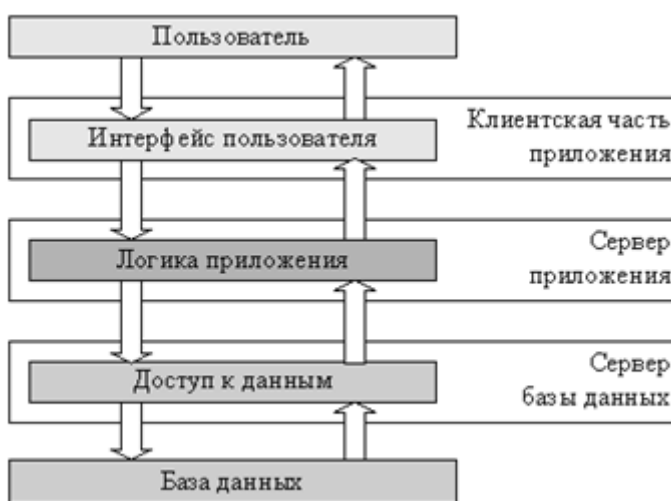 Пользователь
Интерфейс пользователя
Клиентская часть
приложения
Логика приложения
Сервер
приложения
Доступ к данным
Сервер
базы данных
База данных